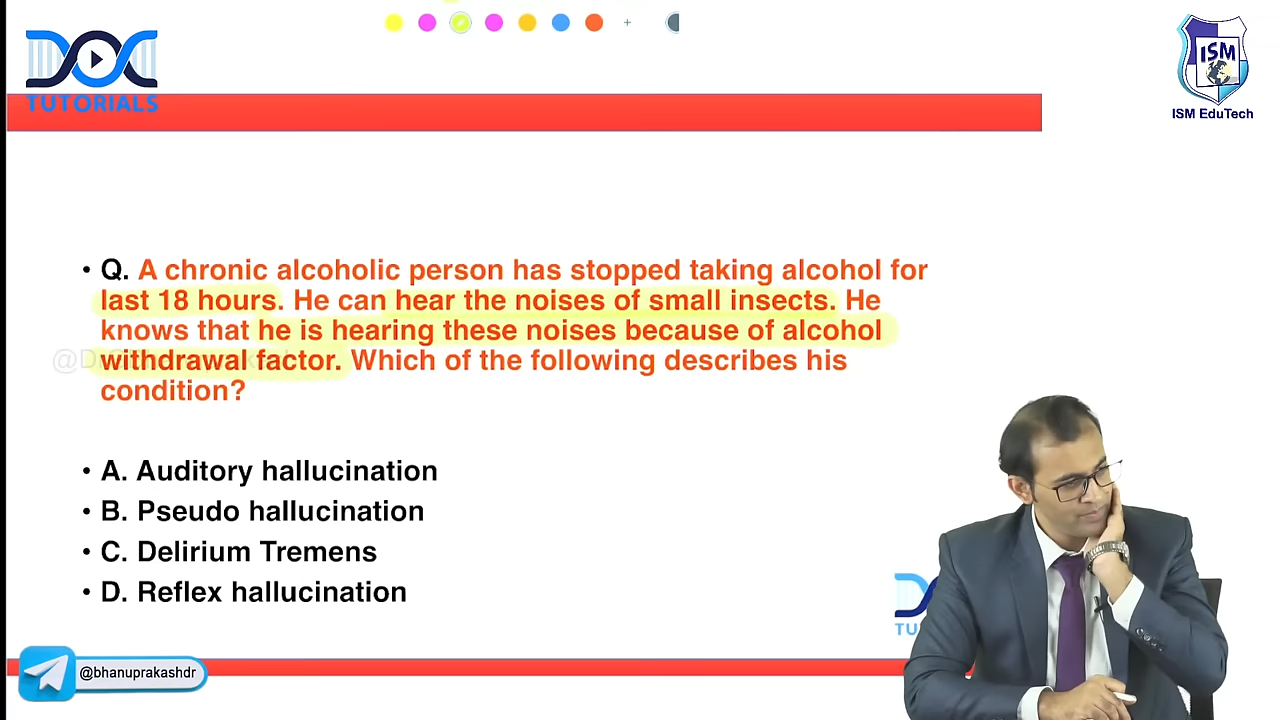 TUTORIALS
ISM
ISM EduTech
• Q. A chronic alcoholic person has stopped taking alcohol for
last 18 hours. He can hear the noises of small insects. He
knows that he is hearing these noises because of alcohol
withdrawal factor. Which of the following describes his
condition?
• A. Auditory hallucination
• B. Pseudo hallucination
• C. Delirium Tremens
• D. Reflex hallucination
@bhanuprakashdr